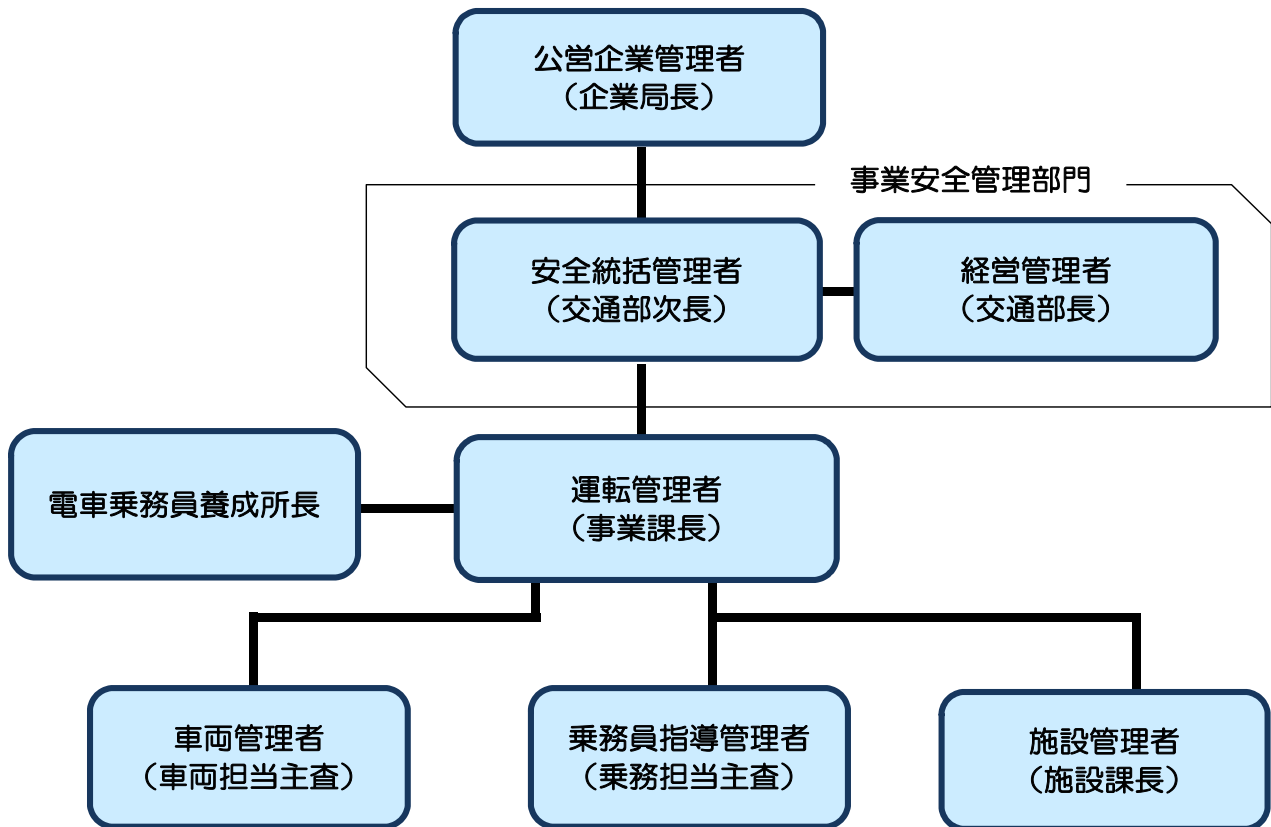 公営企業管理者
（企業局長）
事業安全管理部門
安全統括管理者
（交通部次長）
経営管理者
（交通部長）
電車乗務員養成所長
運転管理者
（事業課長）
車両管理者
（車両担当主査）
乗務員指導管理者
（乗務担当主査）
施設管理者
（施設課長）